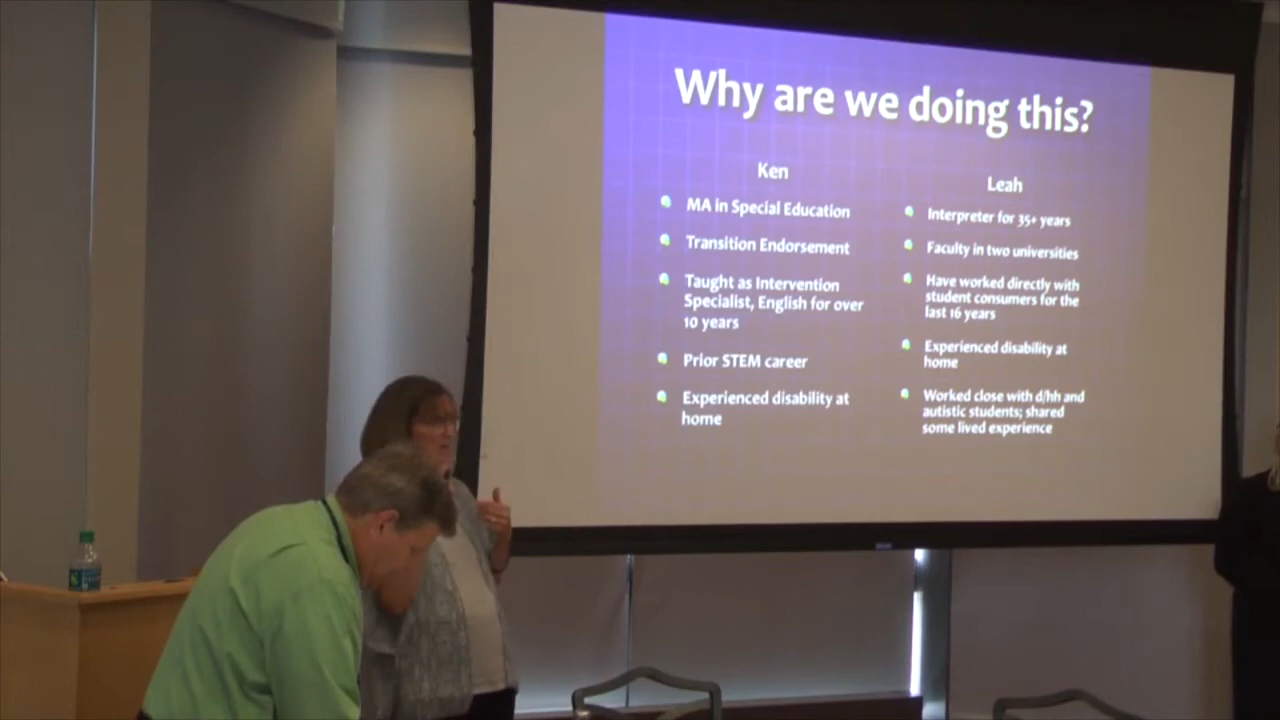 Why are we doing this?
Ken
MA in Special Education
Transition Endorsement
Taught as Intervention
Specialist, English for over
10 years
Prior STEM career
Experienced disability at
home
Leah
Interpreter for 35+ years
Faculty in two universities
Have worked directly with
student consumers for the
last 16 years
Experienced disability at
home
Worked close with d/hh and
autistic students; shared
some lived experience